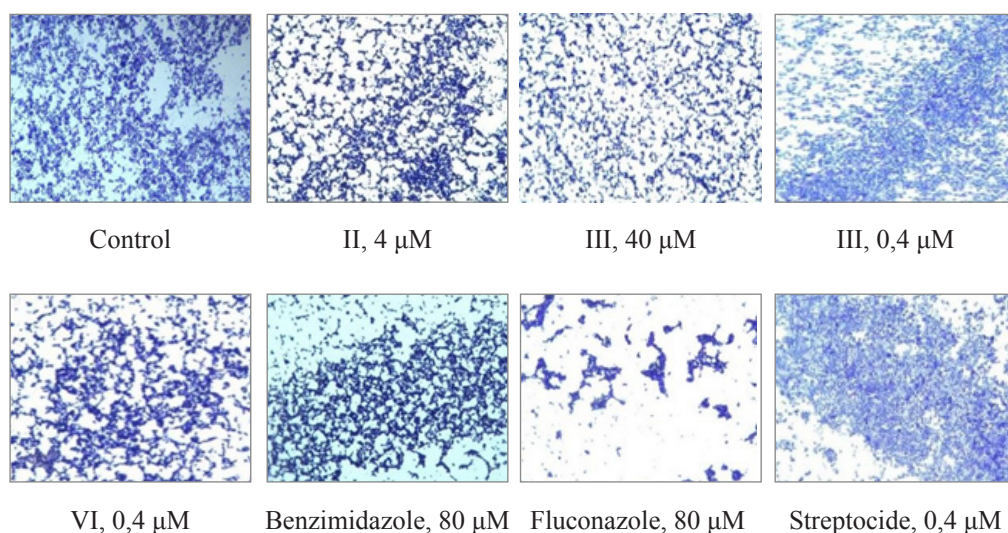 Control
II, 4 μM
III, 40 μM
III, 0,4 μM
VI, 0,4 μM
Benzimidazole, 80 μM
Fluconazole, 80 μM
Streptocide, 0,4 μM